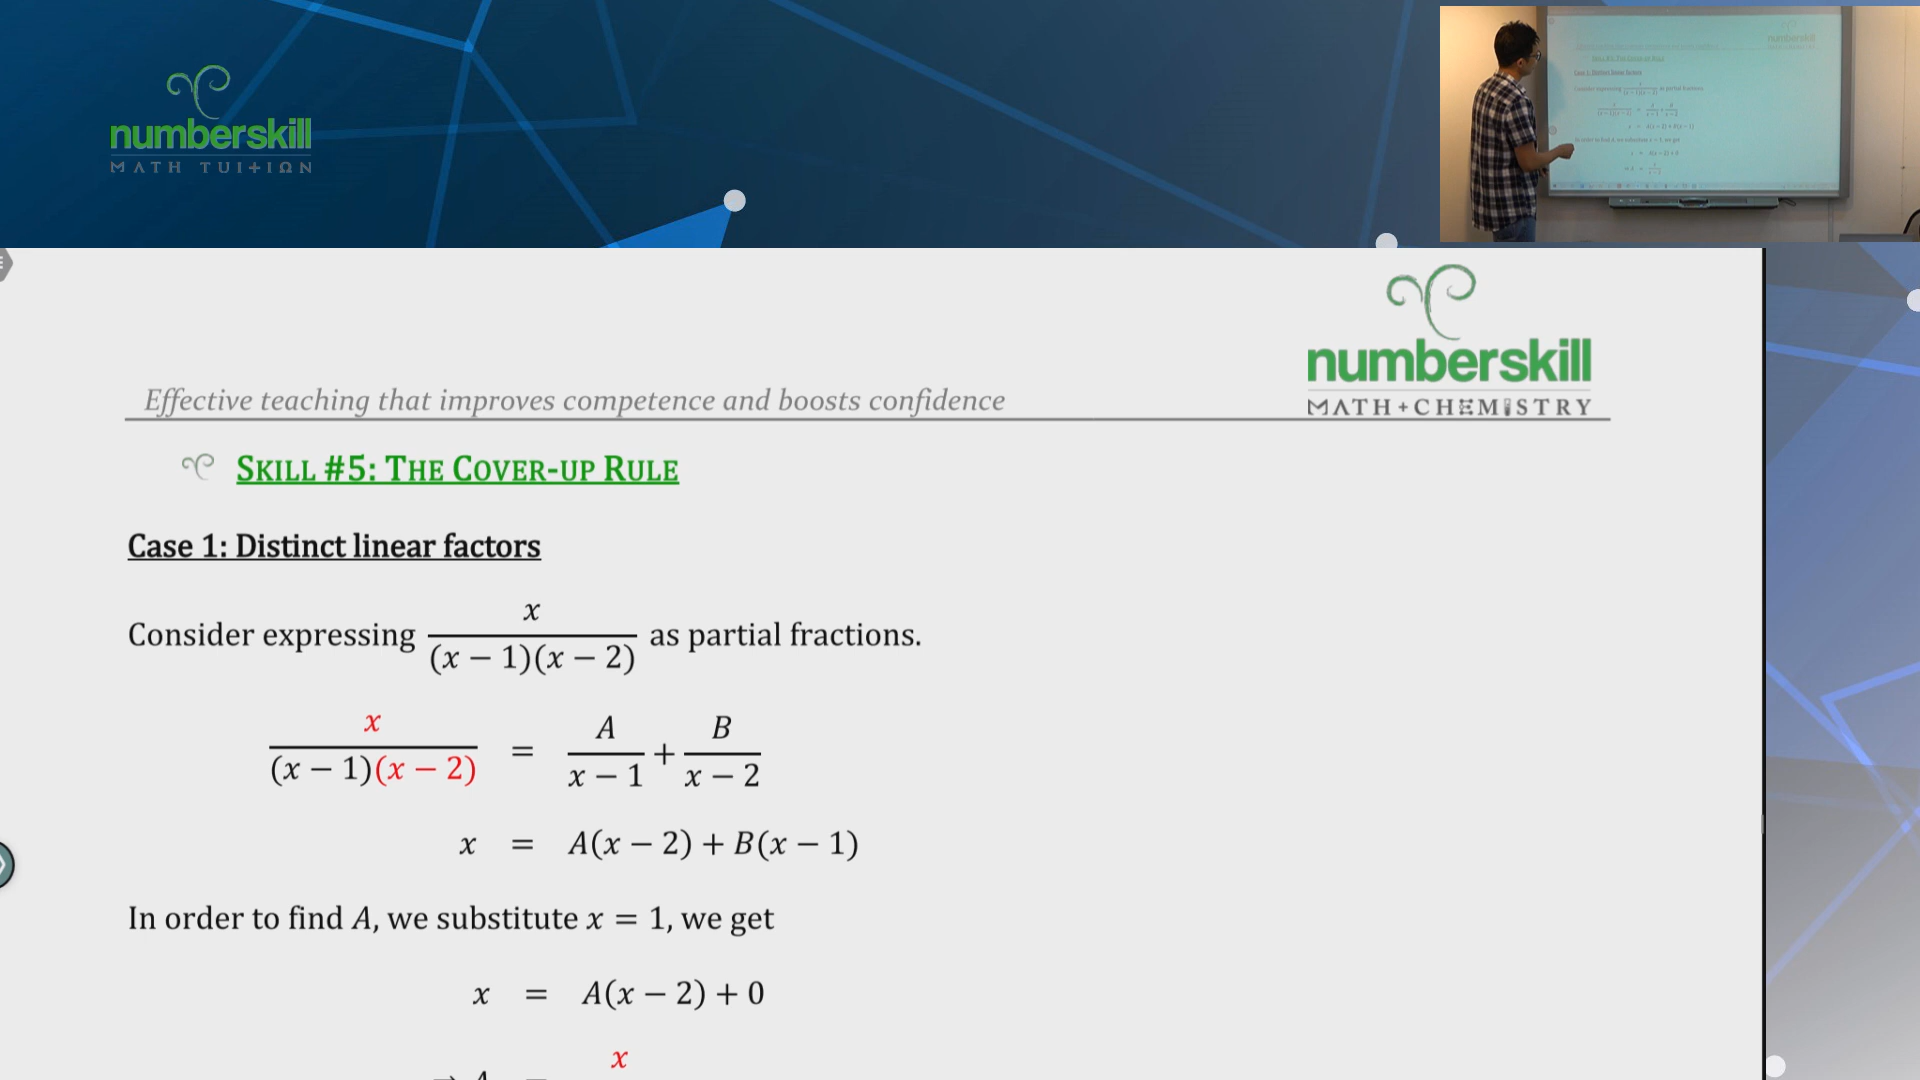 numberskill
MATH TUI+ION
numberskill
MATH+CHEMISTRY
Effective teaching that improves competence and boosts confidence
SKILL #5: THE COVER-UP RULE
Case 1: Distinct linear factors
Consider expressing x/((x − 1)(x − 2)) as partial fractions.
x/((x − 1)(x − 2)) = A/(x − 1) + B/(x − 2)
x = A(x − 2) + B(x − 1)
In order to find A, we substitute x = 1, we get
x = A(x − 2) + 0
x